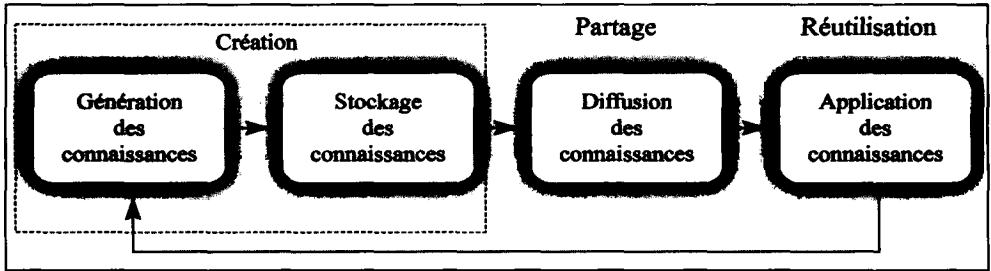 Création
Partage
Réutilisation
Génération
des
connaissances
Stockage
des
connaissances
Diffusion
des
connaissances
Application
des
connaissances